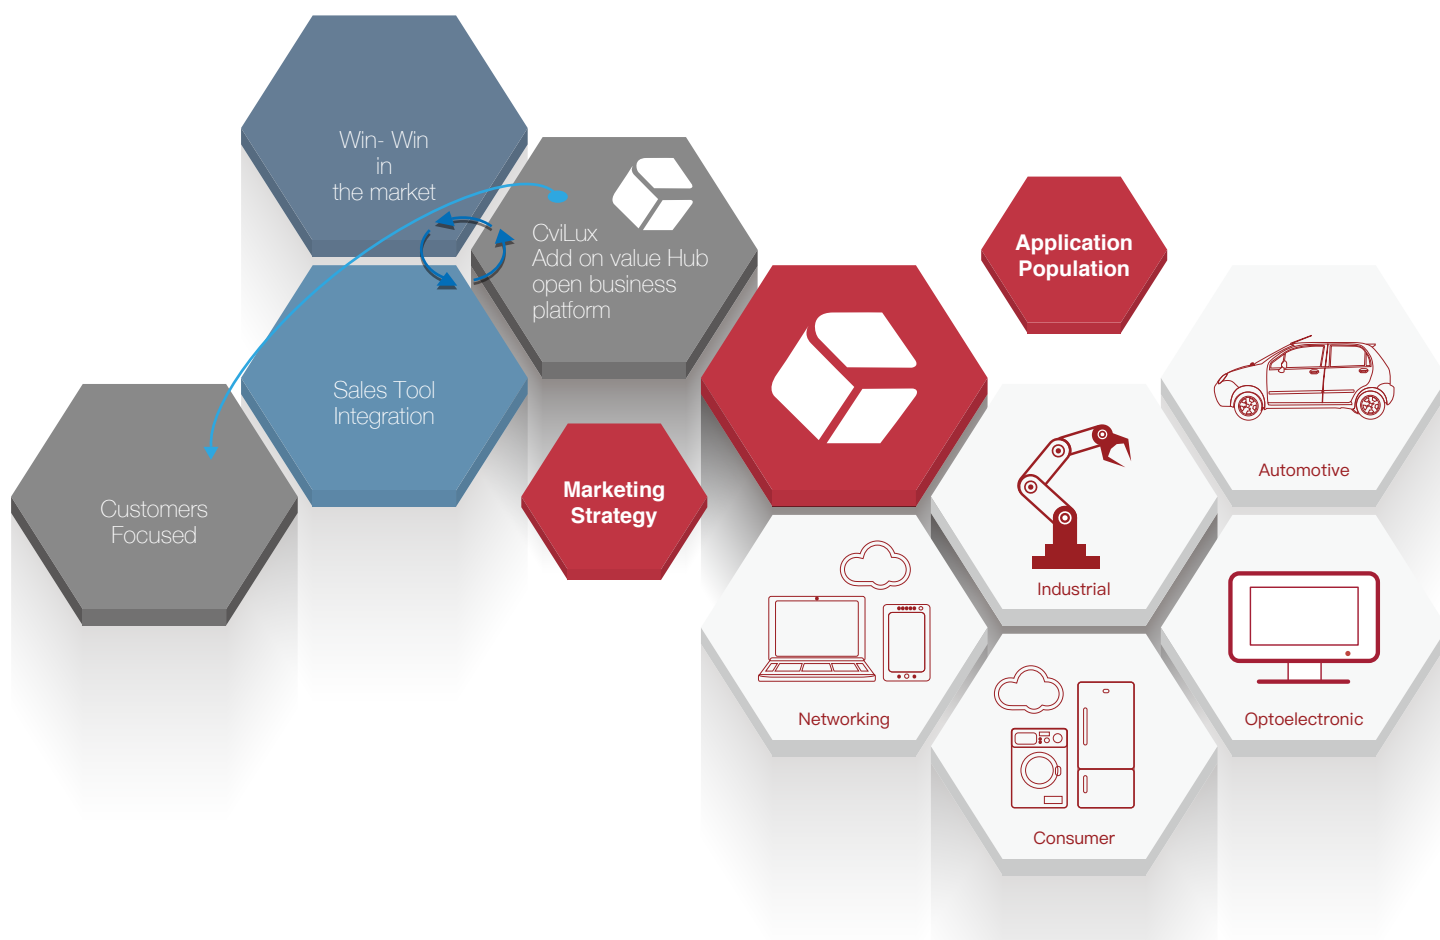 Win- Win
in
the market
CviLux
Add on value Hub
open business
platform
Sales Tool
Integration
Customers
Focused
Marketing
Strategy
Application
Population
Automotive
Industrial
Networking
Optoelectronic
Consumer